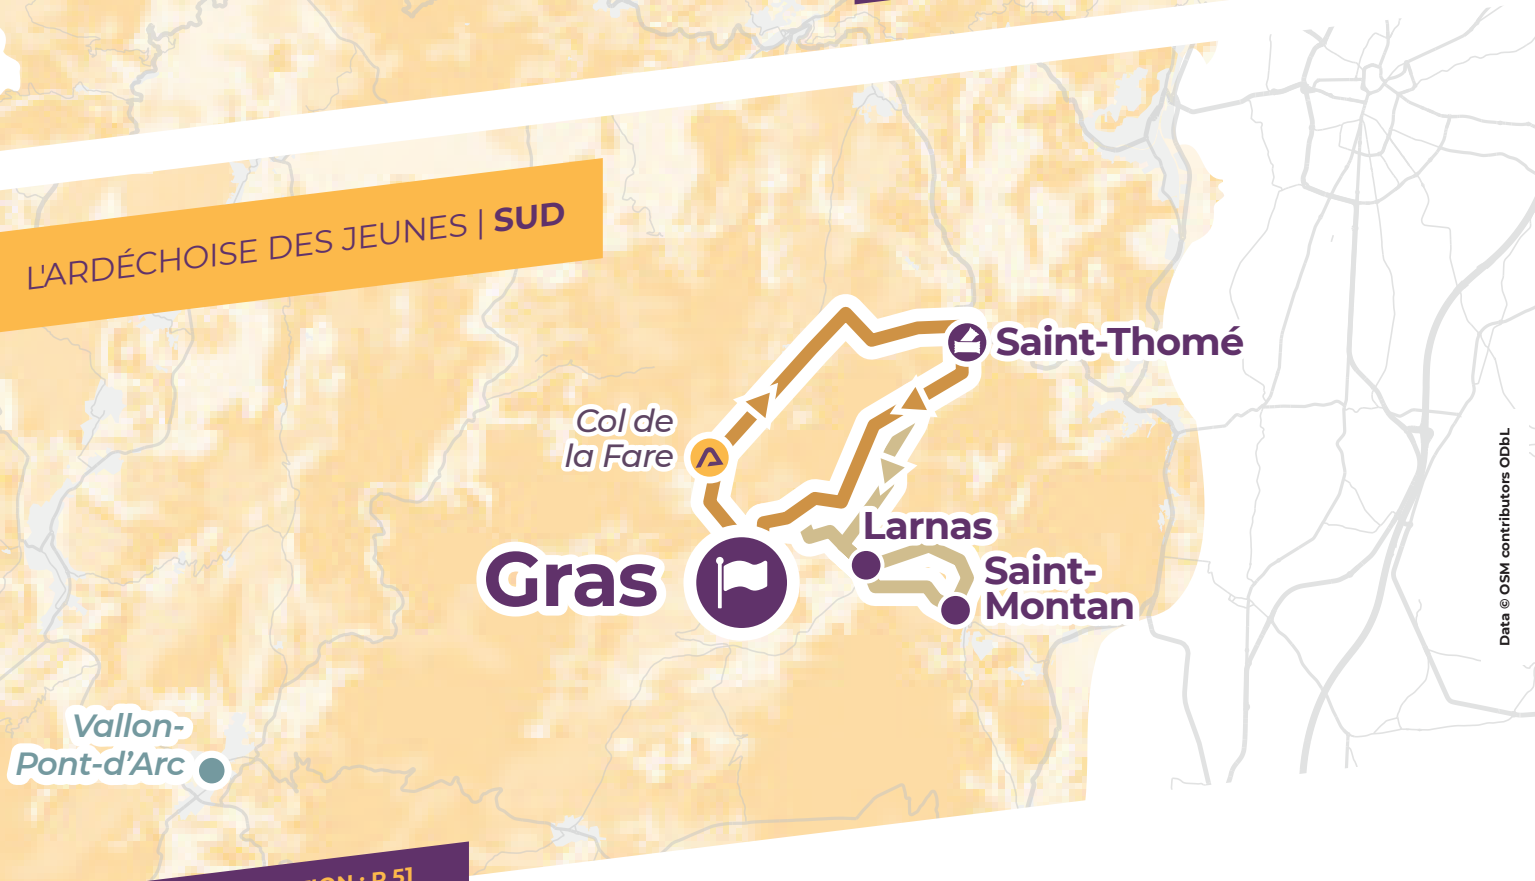 L'ARDÉCHOISE DES JEUNES | SUD
Saint-Thomé
Col de
la Fare
Larnas
Gras
Saint-
Montan
Vallon-
Pont-d'Arc
Data © OSM contributors ODbL
: P.51